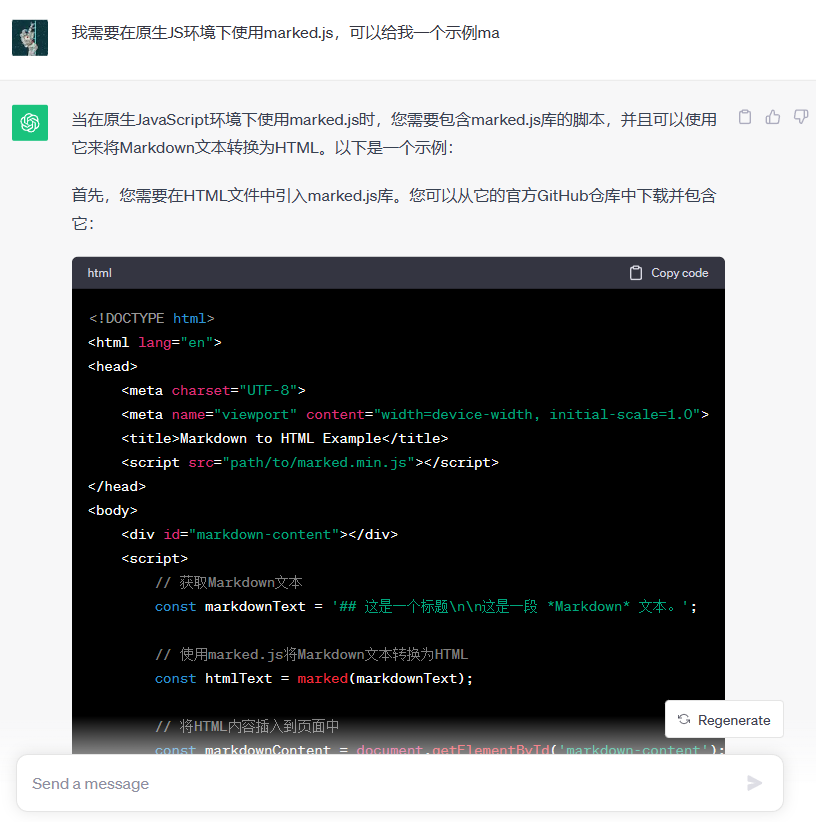 我需要在原生JS环境下使用marked.js，可以给我一个示例ma
当在原生JavaScript环境下使用marked.js时，您需要包含marked.js库的脚本，并且可以使用
它来将Markdown文本转换为HTML。以下是一个示例：
首先，您需要在HTML文件中引入marked.js库。您可以从它的官方GitHub仓库中下载并包含
它：
html Copy code
<!DOCTYPE html>
<html lang="en">
<head>
    <meta charset="UTF-8">
    <meta name="viewport" content="width=device-width, initial-scale=1.0">
    <title>Markdown to HTML Example</title>
    <script src="path/to/marked.min.js"></script>
</head>
<body>
    <div id="markdown-content"></div>
    <script>
        // 获取Markdown文本
        const markdownText = '## 这是一个标题\n\n这是一段 *Markdown* 文本。';
        // 使用marked.js将Markdown文本转换为HTML
        const htmlText = marked(markdownText);
        // 将HTML内容插入到页面中
        const markdownContent = document.getElementById('markdown-content');
Regenerate
Send a message